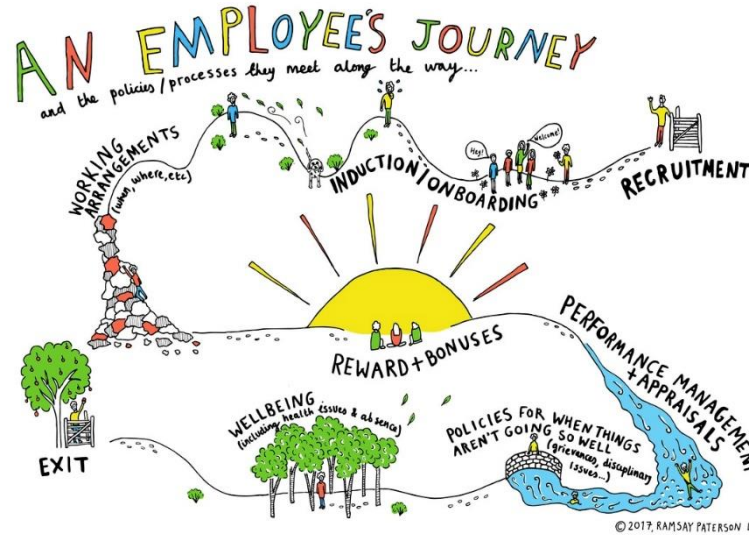 AN EMPLOYEE'S JOURNEY
and the policies/processes they meet along the way...
WORKING
ARRANGEMENTS
(when, where, etc)
Hey!
Welcome!
INDUCTION/ONBOARDING
RECRUITMENT
REWARD + BONUSES
PERFORMANCE MANAGEMENT
+ APPRAISALS
POLICIES FOR WHEN THINGS
AREN'T GOING SO WELL
(grievances, disciplinary
issues...)
WELLBEING
(including health issues & absence)
EXIT
© 2017, RAMSAY PATERSON